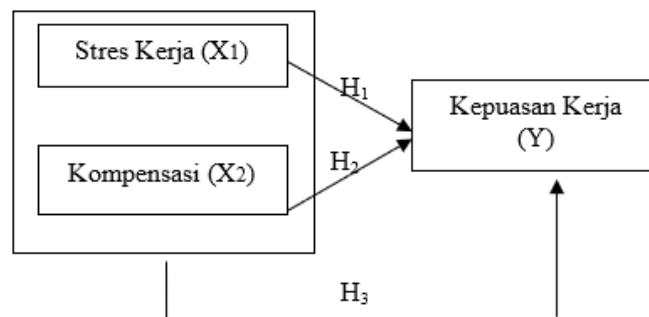 Stres Kerja (X1)
H1
Kepuasan Kerja
(Y)
Kompensasi (X2)
H2
H3